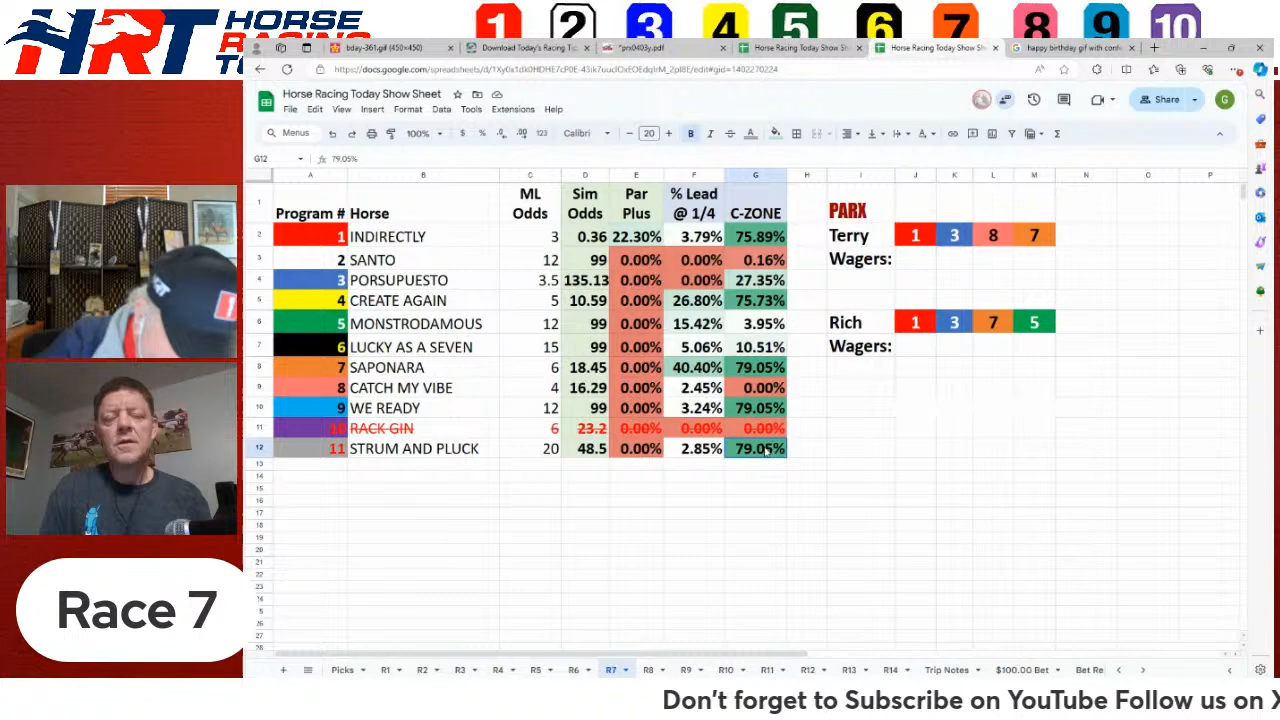 HRT HORSE
RACING
1 2 3 4 5 6 7 8 9 10
bday-361.gif (450×450)
Download Today's Racing Tip
*prx0403y.pdf
Horse Racing Today Show Sh
Horse Racing Today Show Sh
happy birthday gif with confe
Horse Racing Today Show Sheet
File Edit View Insert Format Data Tools Extensions Help
Share
G
Menus
100%
$ % .0 .00 123
Calibri
20
B I A
G12
79.05%
A B C D E F G H I J K L M N O P
Program # Horse ML Odds Sim Odds Par Plus % Lead @ 1/4 C-ZONE
1 INDIRECTLY 3 0.36 22.30% 3.79% 75.89%
2 SANTO 12 99 0.00% 0.00% 0.16%
3 PORSUPUESTO 3.5 135.13 0.00% 0.00% 27.35%
4 CREATE AGAIN 5 10.59 0.00% 26.80% 75.73%
5 MONSTRODAMOUS 12 99 0.00% 15.42% 3.95%
6 LUCKY AS A SEVEN 15 99 0.00% 5.06% 10.51%
7 SAPONARA 6 18.45 0.00% 40.40% 79.05%
8 CATCH MY VIBE 4 16.29 0.00% 2.45% 0.00%
9 WE READY 12 99 0.00% 3.24% 79.05%
10 RACK GIN 6 23.2 0.00% 0.00% 0.00%
11 STRUM AND PLUCK 20 48.5 0.00% 2.85% 79.05%
PARX
Terry 1 3 8 7
Wagers:
Rich 1 3 7 5
Wagers:
Race 7
Picks R1 R2 R3 R4 R5 R6 R7 R8 R9 R10 R11 R12 R13 R14 Trip Notes $100.00 Bet Bet Re
Don't forget to Subscribe on YouTube Follow us on X